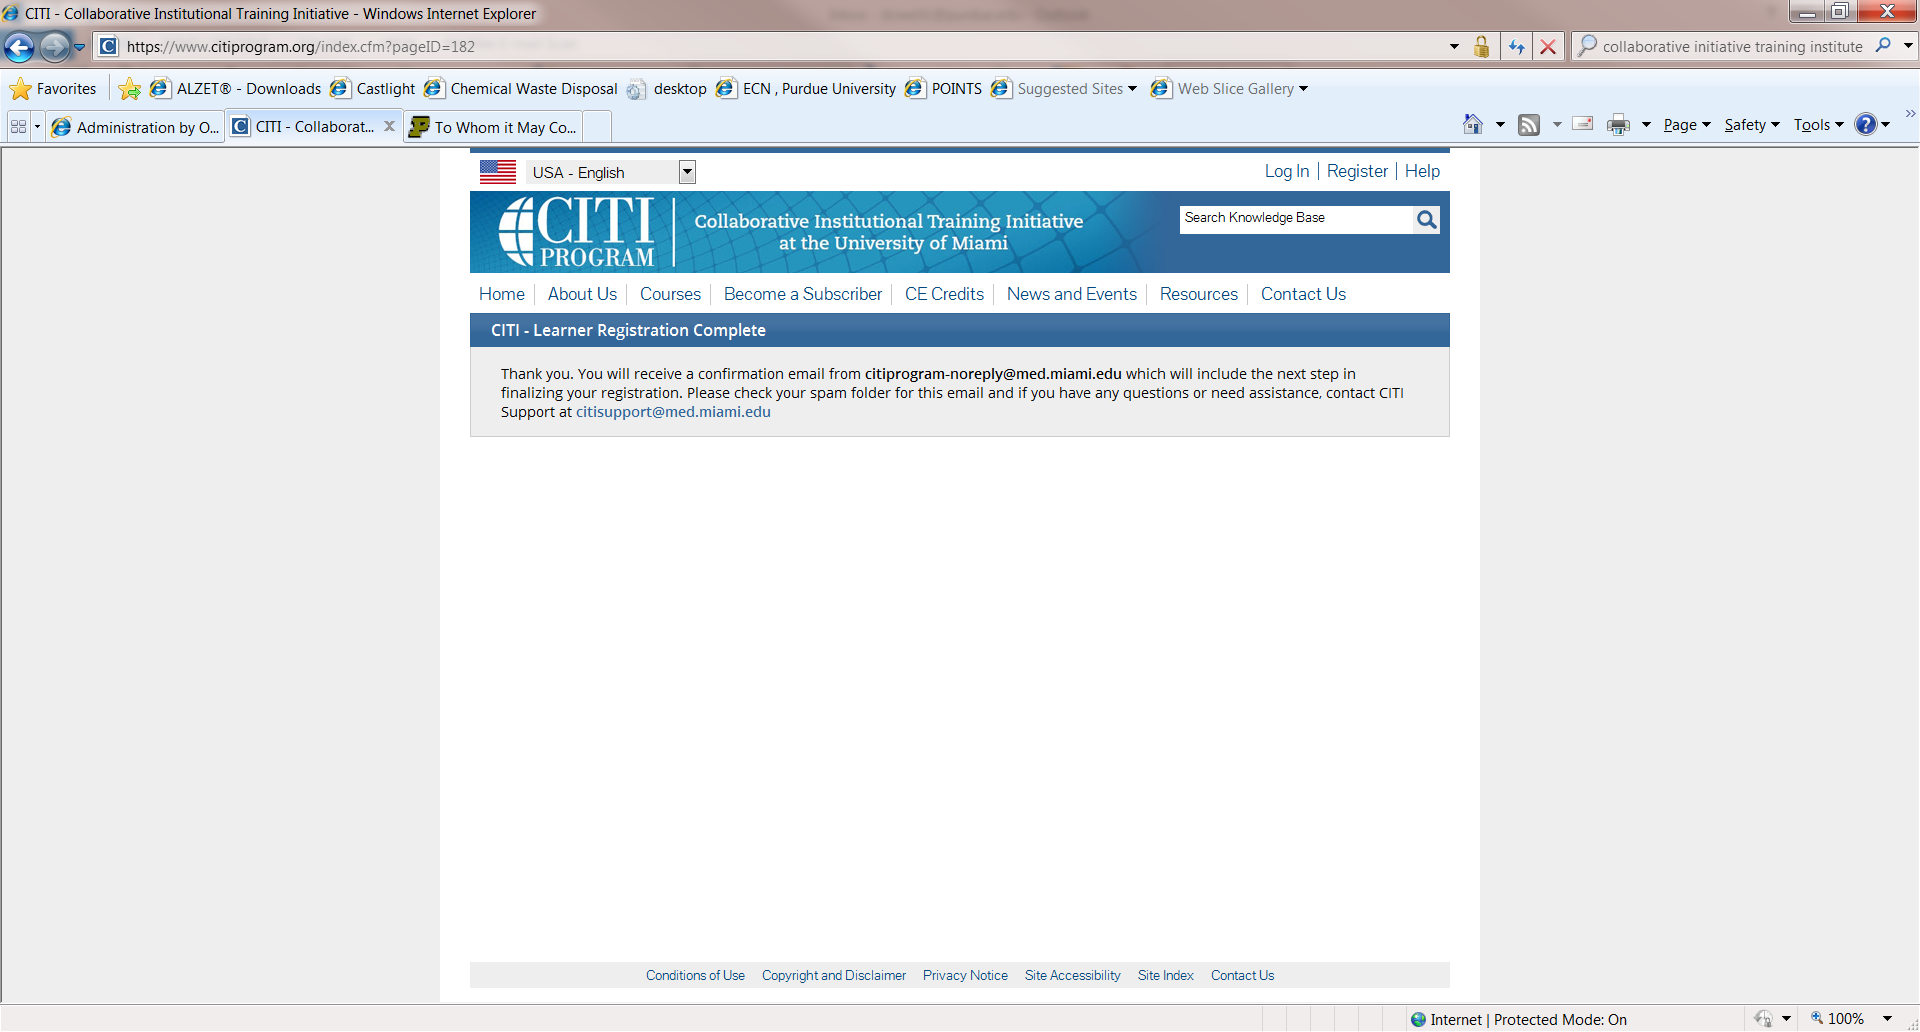 CITI - Collaborative Institutional Training Initiative - Windows Internet Explorer
https://www.citiprogram.org/index.cfm?pageID=182
collaborative initiative training institute
Favorites
ALZET® - Downloads
Castlight
Chemical Waste Disposal
desktop
ECN , Purdue University
POINTS
Suggested Sites
Web Slice Gallery
Administration by O...
CITI - Collaborat...
To Whom it May Co...
Page
Safety
Tools
USA - English
Log In | Register | Help
CITI
PROGRAM
Collaborative Institutional Training Initiative
at the University of Miami
Search Knowledge Base
Home
About Us
Courses
Become a Subscriber
CE Credits
News and Events
Resources
Contact Us
CITI - Learner Registration Complete
Thank you. You will receive a confirmation email from citiprogram-noreply@med.miami.edu which will include the next step in
finalizing your registration. Please check your spam folder for this email and if you have any questions or need assistance, contact CITI
Support at citisupport@med.miami.edu
Conditions of Use
Copyright and Disclaimer
Privacy Notice
Site Accessibility
Site Index
Contact Us
Internet | Protected Mode: On
100%